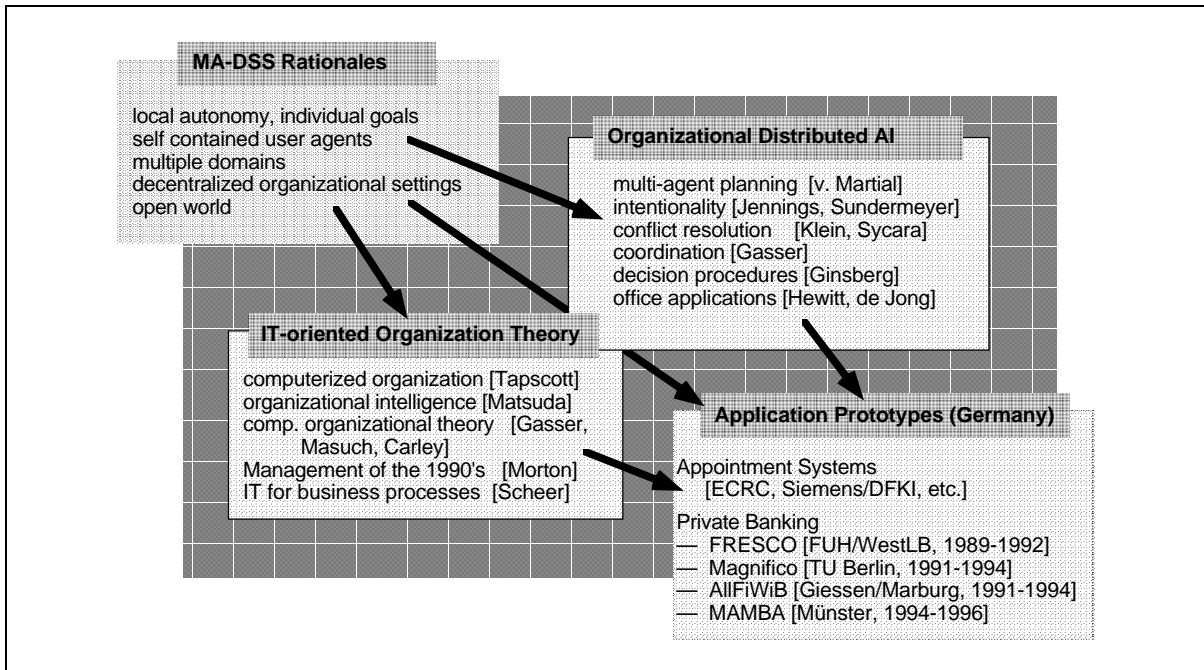 MA-DSS Rationales
local autonomy, individual goals
self contained user agents
multiple domains
decentralized organizational settings
open world
Organizational Distributed AI
multi-agent planning [v. Martial]
intentionality [Jennings, Sundermeyer]
conflict resolution [Klein, Sycara]
coordination [Gasser]
decision procedures [Ginsberg]
office applications [Hewitt, de Jong]
IT-oriented Organization Theory
computerized organization [Tapscott]
organizational intelligence [Matsuda]
comp. organizational theory [Gasser,
Masuch, Carley]
Management of the 1990's [Morton]
IT for business processes [Scheer]
Application Prototypes (Germany)
Appointment Systems
[ECRC, Siemens/DFKI, etc.]
Private Banking
— FRESCO [FUH/WestLB, 1989-1992]
— Magnifico [TU Berlin, 1991-1994]
— AllFiWiB [Giessen/Marburg, 1991-1994]
— MAMBA [Münster, 1994-1996]